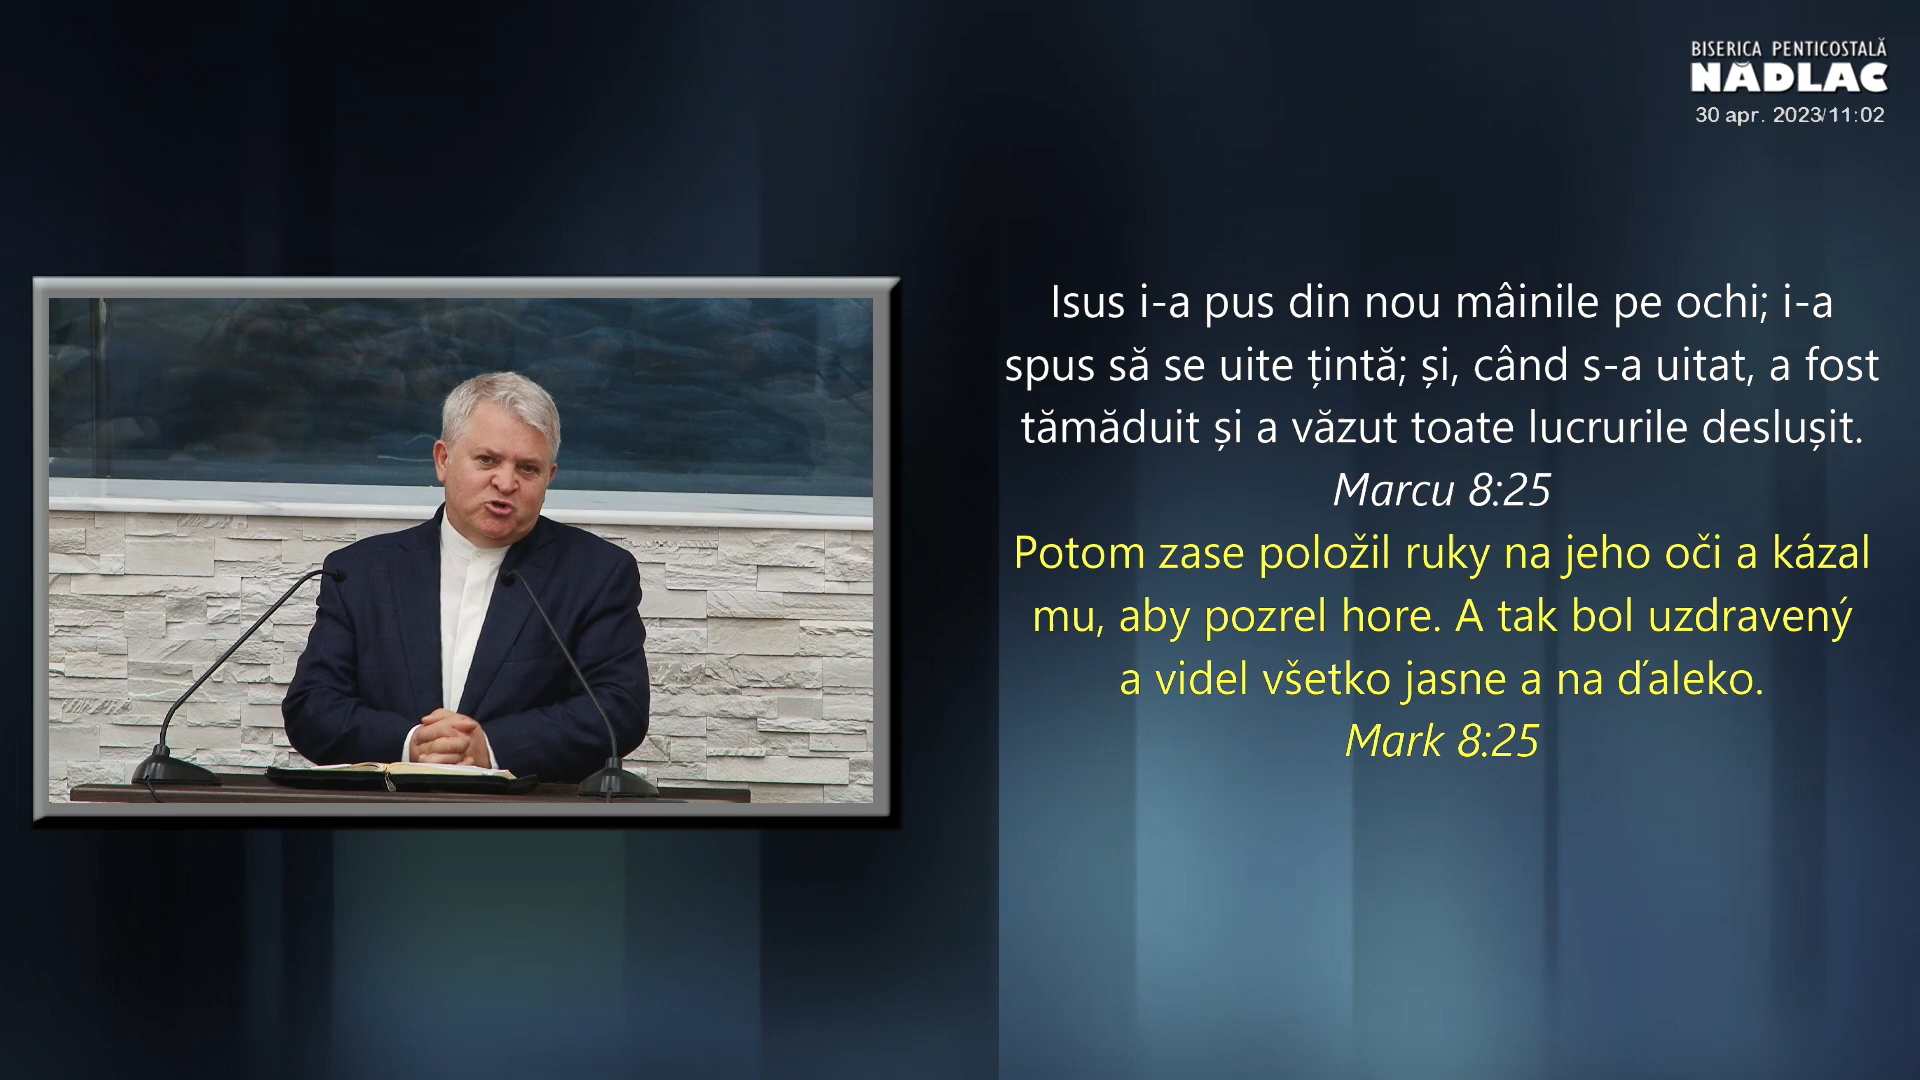 BISERICA PENTICOSTALĂ
NĂDLAC
30 apr. 2023/11:02
Isus i-a pus din nou mâinile pe ochi; i-a
spus să se uite țintă; și, când s-a uitat, a fost
tămăduit și a văzut toate lucrurile deslușit.
Marcu 8:25
Potom zase položil ruky na jeho oči a kázal
mu, aby pozrel hore. A tak bol uzdravený
a videl všetko jasne a na ďaleko.
Mark 8:25